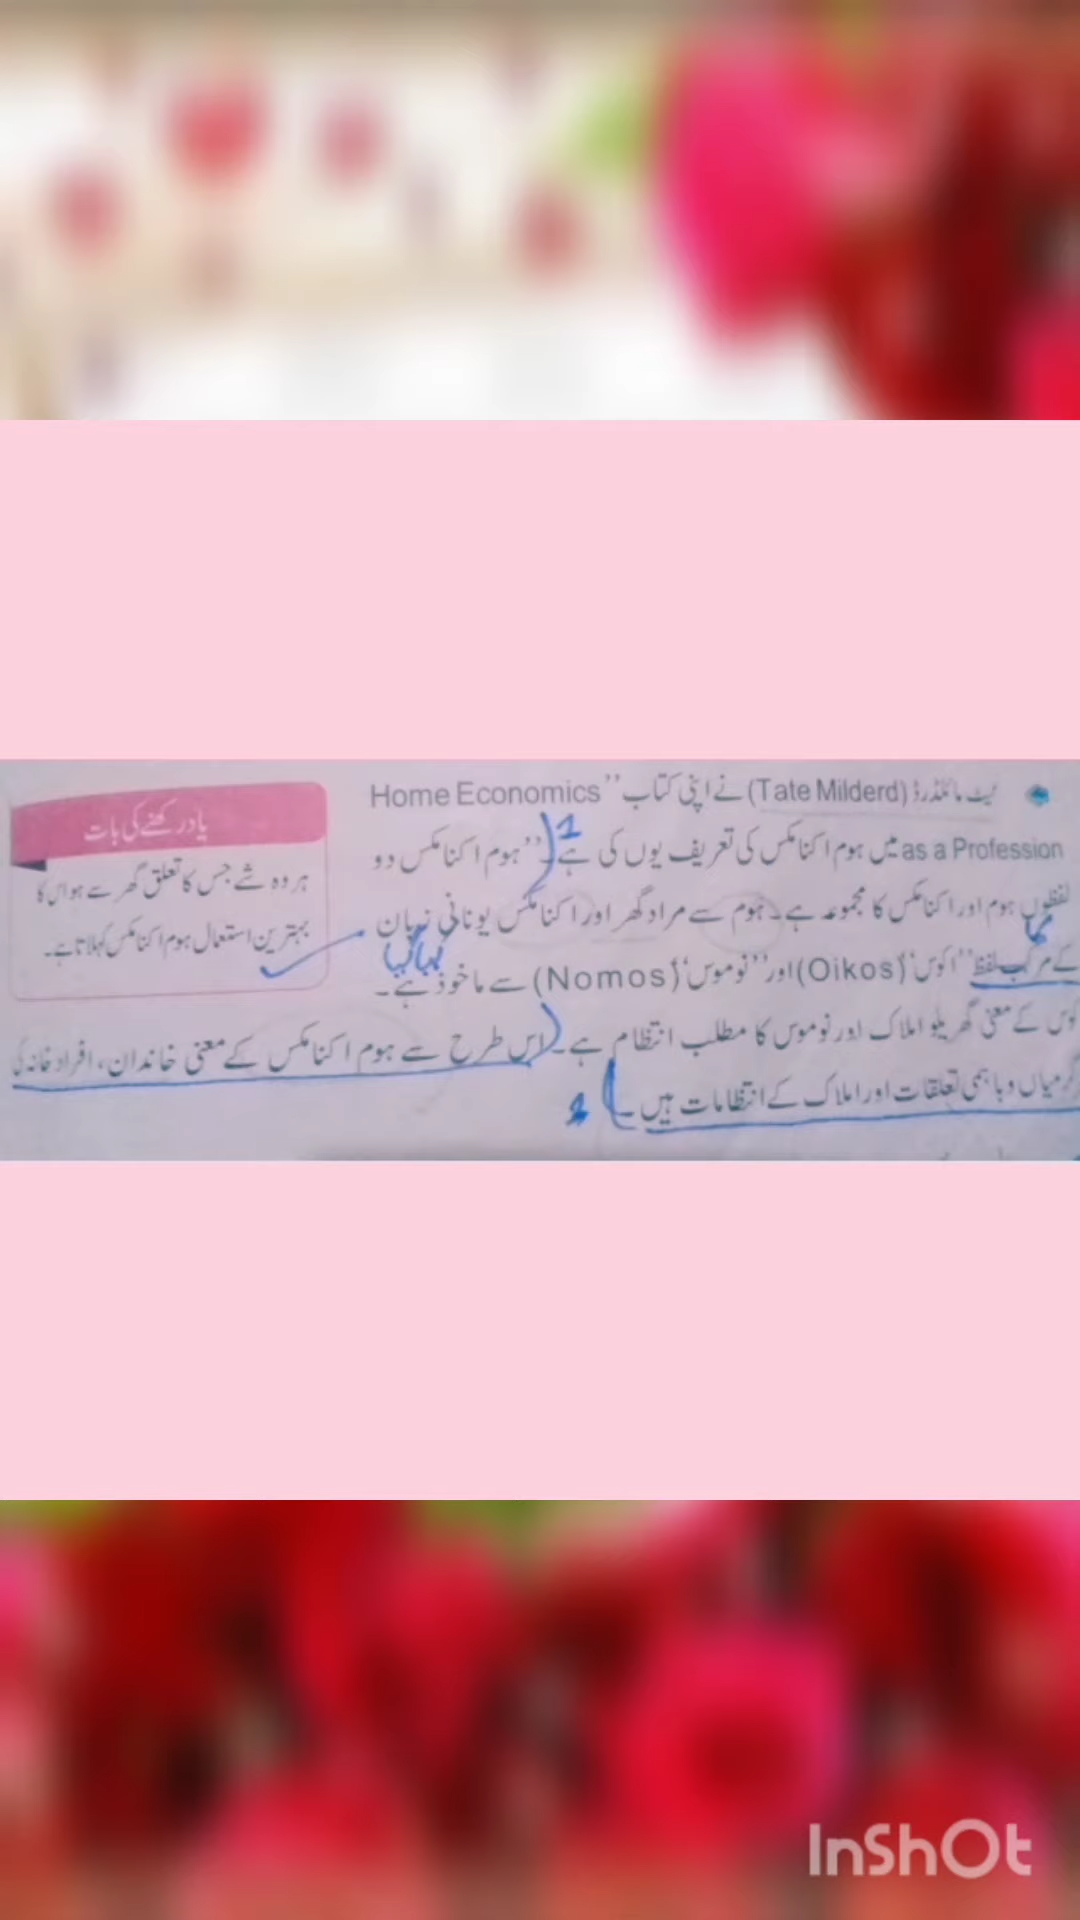 ٹیٹ مائلڈرڈ (Tate Milderd) نے اپنی کتاب ’’Home Economics
as a Profession میں ہوم اکنامکس کی تعریف یوں کی ہے۔ ’’ہوم اکنامکس دو
1
لفظوں ہوم اور اکنامکس کا مجموعہ ہے۔ ہوم سے مراد گھر اور اکنامکس یونانی زبان
کے مرکب لفظ ’’اکوس‘‘ (Oikos) اور ’’نوموس‘‘ (Nomos) سے ماخوذ ہے۔
کوس کے معنی گھریلو املاک اور نوموس کا مطلب انتظام ہے۔ اس طرح سے ہوم اکنامکس کے معنی خاندان، افراد خانہ کی
گرمیاں و باہمی تعلقات اور املاک کے انتظامات ہیں۔
2
یاد رکھنے کی بات
ہر وہ شے جس کا تعلق گھر سے ہو اس کا
بہترین استعمال ہوم اکنامکس کہلاتا ہے۔
InShOt